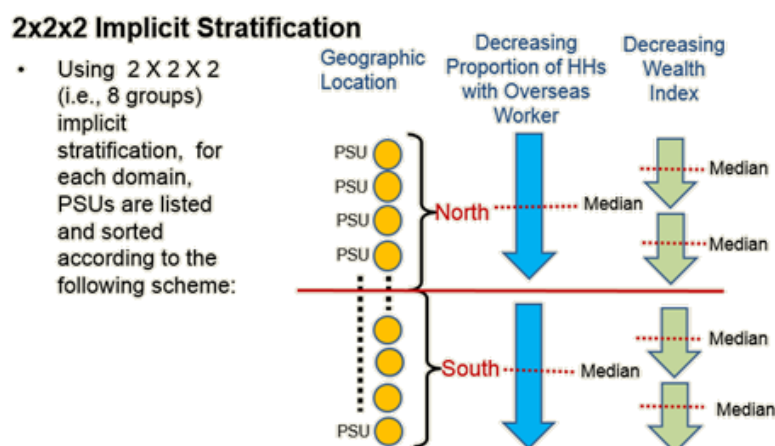 2x2x2 Implicit Stratification
• Using 2 X 2 X 2
(i.e., 8 groups)
implicit
stratification, for
each domain,
PSUs are listed
and sorted
according to the
following scheme:
Geographic
Location
Decreasing
Proportion of HHs
with Overseas
Worker
Decreasing
Wealth
Index
PSU
PSU
PSU
PSU
North
Median
Median
Median
South
Median
Median
Median
PSU